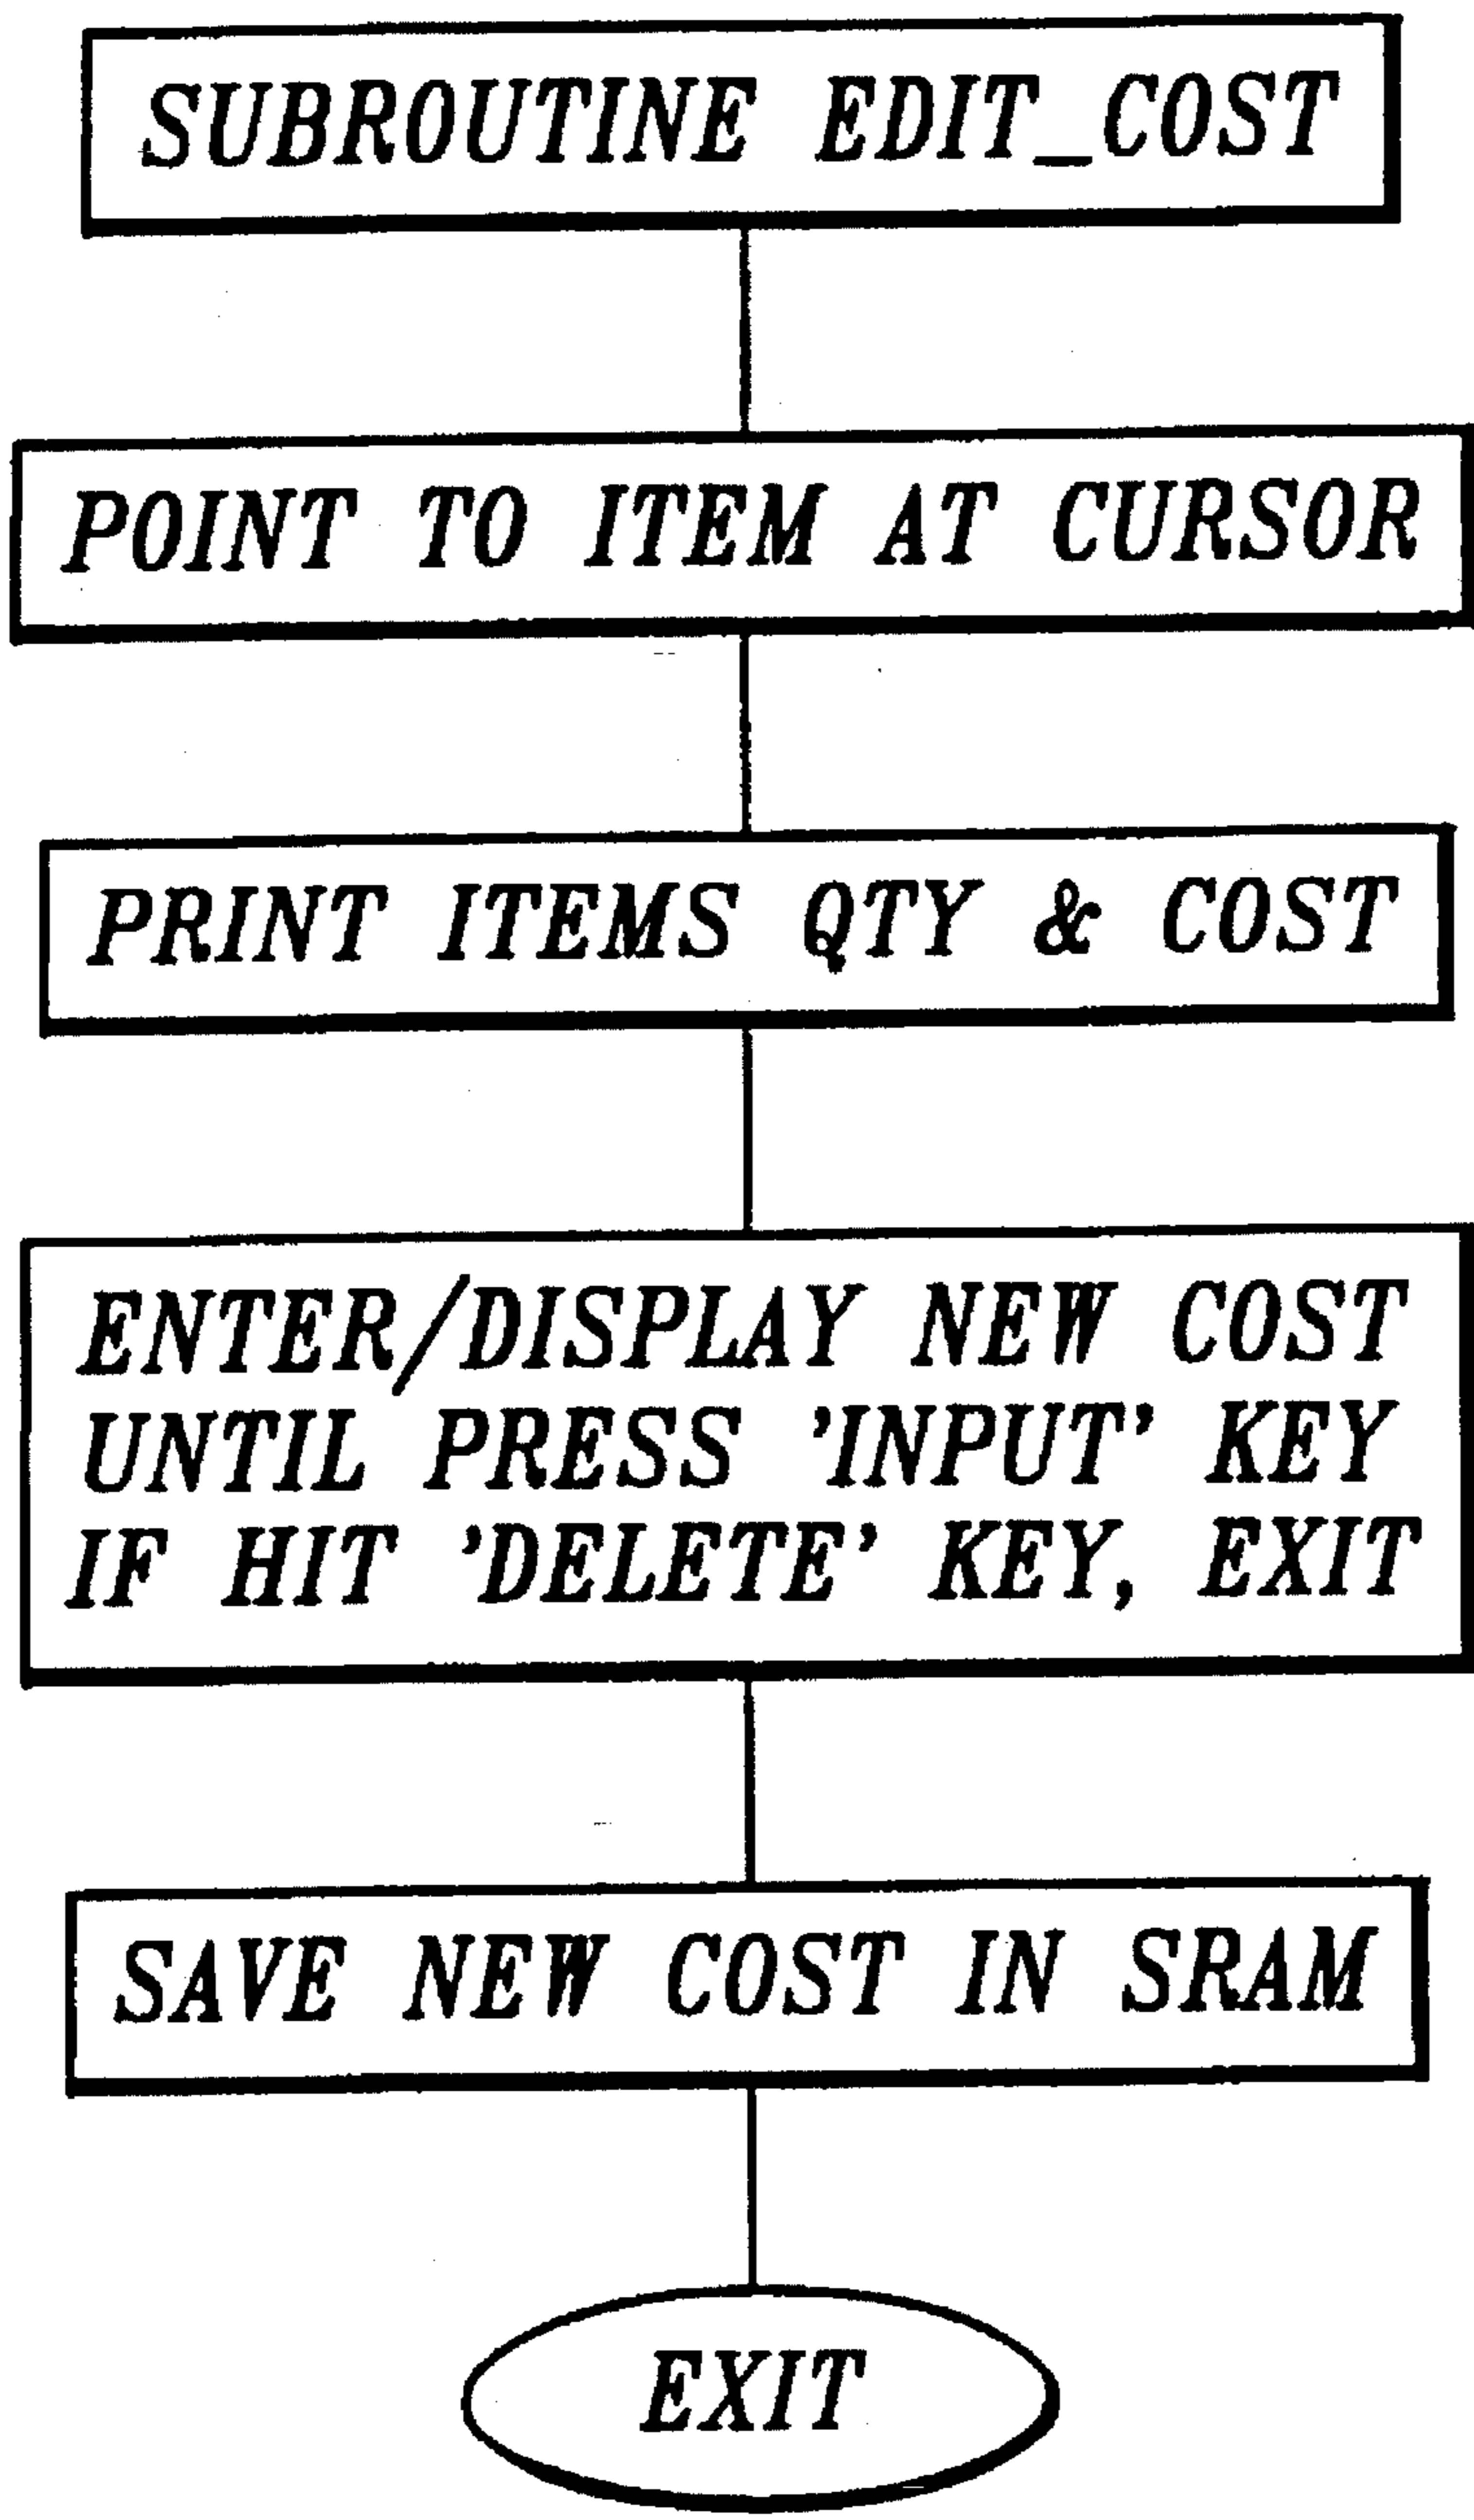 SUBROUTINE EDIT_COST
POINT TO ITEM AT CURSOR
PRINT ITEMS QTY & COST
ENTER/DISPLAY NEW COST
UNTIL PRESS 'INPUT' KEY
IF HIT 'DELETE' KEY, EXIT
SAVE NEW COST IN SRAM
EXIT